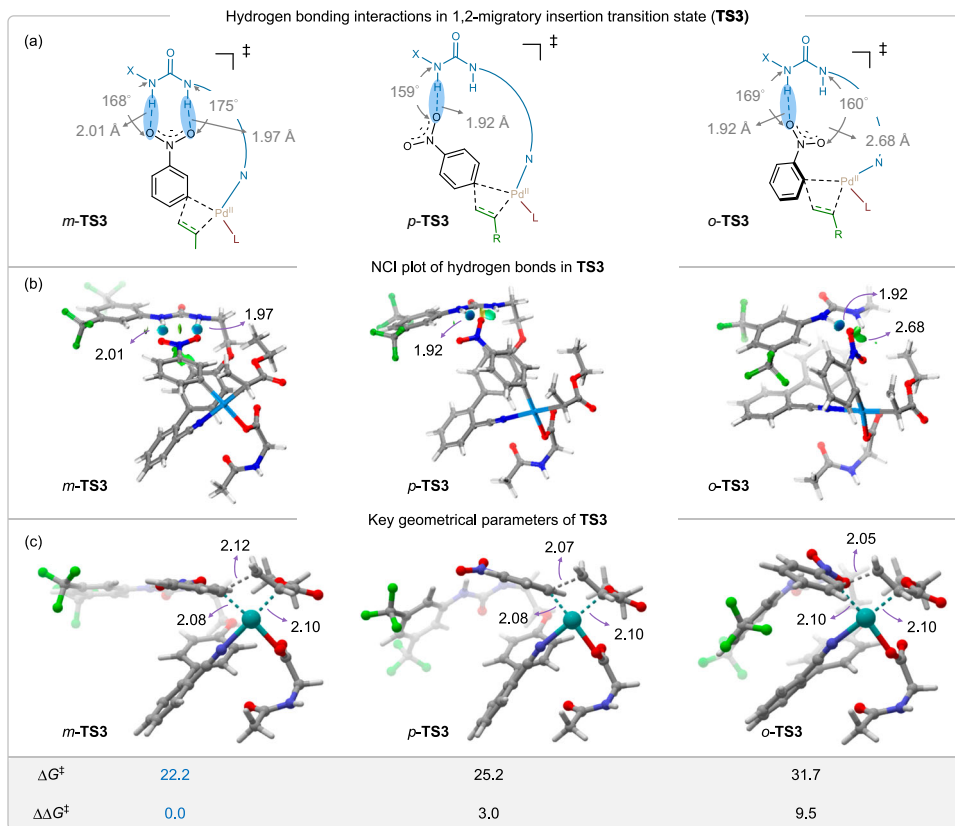 Hydrogen bonding interactions in 1,2-migratory insertion transition state (TS3)
(a)
O
X
N
N
H
H
‡
168°
175°
2.01 Å
1.97 Å
O
N
O
N
Pd^II
L
m-TS3
O
X
N
N
H
H
‡
159°
1.92 Å
O
N
O
N
Pd^II
L
R
p-TS3
O
X
N
N
H
H
‡
169°
160°
1.92 Å
2.68 Å
O
N
O
N
Pd^II
L
R
o-TS3
NCI plot of hydrogen bonds in TS3
(b)
1.97
2.01
m-TS3
1.92
p-TS3
1.92
2.68
o-TS3
Key geometrical parameters of TS3
(c)
2.12
2.08
2.10
m-TS3
2.07
2.08
2.10
p-TS3
2.05
2.10
2.10
o-TS3
ΔG‡ 22.2 25.2 31.7
ΔΔG‡ 0.0 3.0 9.5